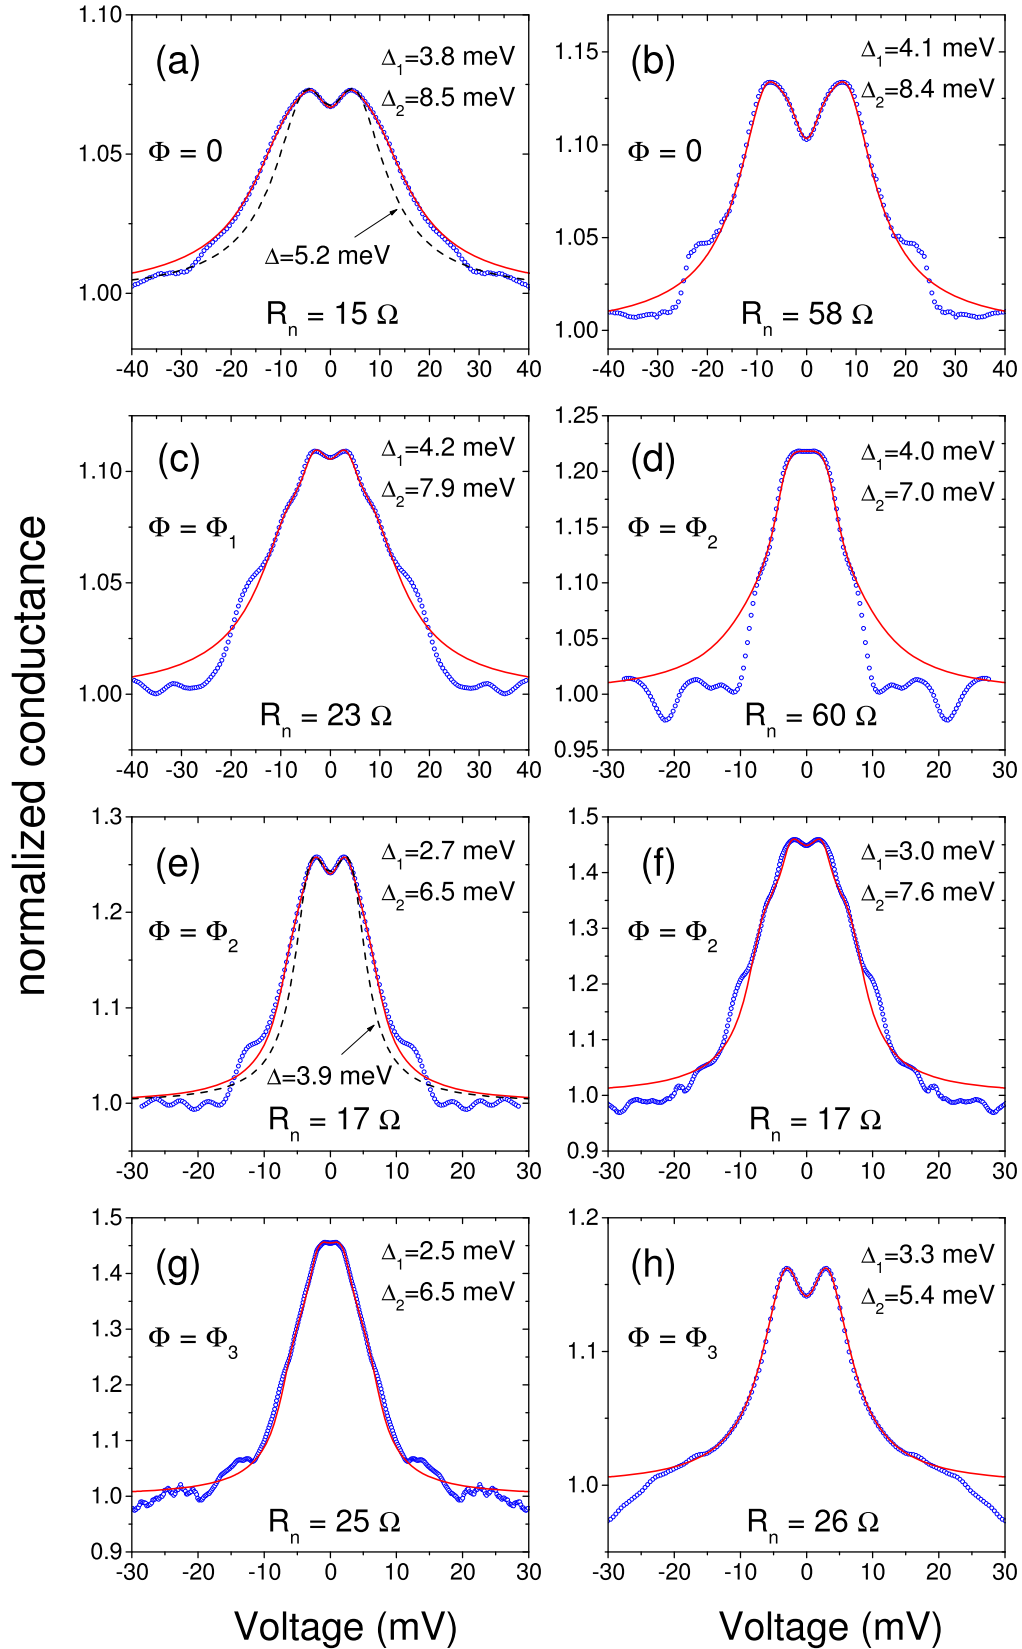 normalized conductance
(a)
Δ1=3.8 meV
Δ2=8.5 meV
Φ = 0
Δ=5.2 meV
Rn = 15 Ω
1.10
1.05
1.00
-40 -30 -20 -10 0 10 20 30 40
(b)
Δ1=4.1 meV
Δ2=8.4 meV
Φ = 0
Rn = 58 Ω
1.15
1.10
1.05
1.00
-40 -30 -20 -10 0 10 20 30 40
(c)
Δ1=4.2 meV
Δ2=7.9 meV
Φ = Φ1
Rn = 23 Ω
1.10
1.05
1.00
-40 -30 -20 -10 0 10 20 30 40
(d)
Δ1=4.0 meV
Δ2=7.0 meV
Φ = Φ2
Rn = 60 Ω
1.25
1.20
1.15
1.10
1.05
1.00
0.95
-30 -20 -10 0 10 20 30
(e)
Δ1=2.7 meV
Δ2=6.5 meV
Φ = Φ2
Δ=3.9 meV
Rn = 17 Ω
1.3
1.2
1.1
1.0
-30 -20 -10 0 10 20 30
(f)
Δ1=3.0 meV
Δ2=7.6 meV
Φ = Φ2
Rn = 17 Ω
1.5
1.4
1.3
1.2
1.1
1.0
0.9
-30 -20 -10 0 10 20 30
(g)
Δ1=2.5 meV
Δ2=6.5 meV
Φ = Φ3
Rn = 25 Ω
1.5
1.4
1.3
1.2
1.1
1.0
0.9
-30 -20 -10 0 10 20 30
(h)
Δ1=3.3 meV
Δ2=5.4 meV
Φ = Φ3
Rn = 26 Ω
1.2
1.1
1.0
-30 -20 -10 0 10 20 30
Voltage (mV)
Voltage (mV)